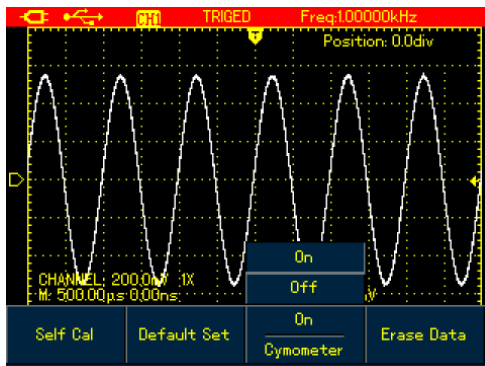 CH1 TRIGED Freq:1.00000kHz
T
Position: 0.0div
On
CHANNEL 200.0mV 1X
Off
M: 500.00µs 0.00ns
On
Self Cal Default Set Cymometer Erase Data